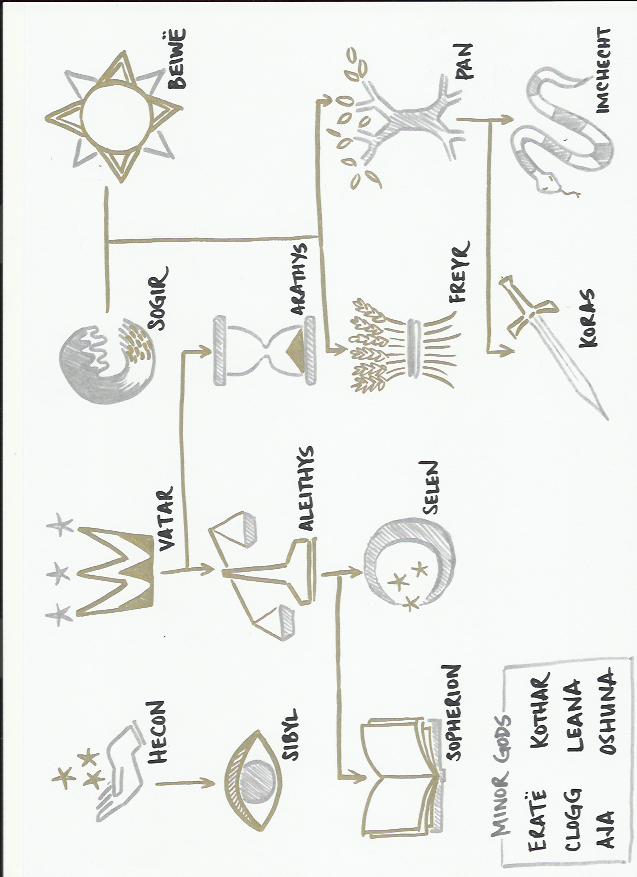 HECON
VATAR
SOGIR
BEIWË
SIBYL
ALEITHYS
ARATHYS
SOPHERION
SELEN
FREYR
PAN
KORAS
IMCHECHT
MINOR GODS
ERATË KOTHAR
CLOGG LEANA
AJA OSHUNA